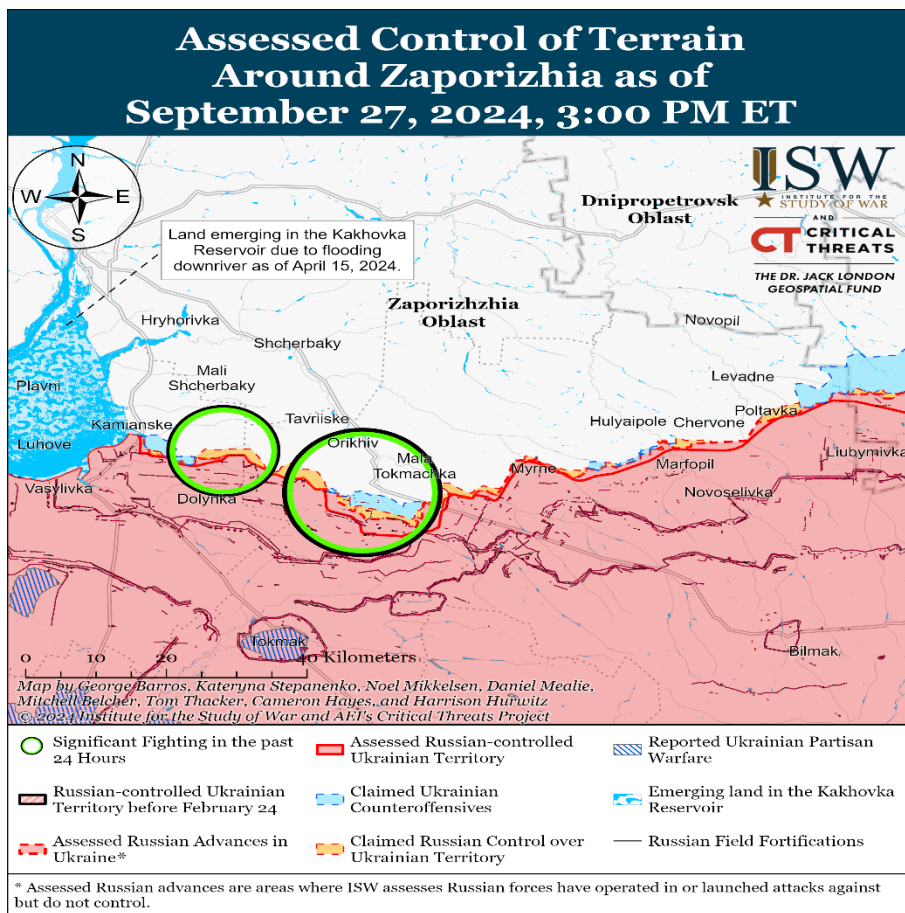 Assessed Control of Terrain
Around Zaporizhia as of
September 27, 2024, 3:00 PM ET
N
W E
S
Land emerging in the Kakhovka
Reservoir due to flooding
downriver as of April 15, 2024.
ISW
INSTITUTE FOR THE
STUDY OF WAR
AND
CT CRITICAL
THREATS
THE DR. JACK LONDON
GEOSPATIAL FUND
Dnipropetrovsk
Oblast
Zaporizhzhia
Oblast
Hryhorivka
Novopil
Shcherbaky
Mali
Shcherbaky
Levadne
Plavni
Tavriiske
Poltavka
Kamianske
Hulyaipole
Chervone
Luhove
Orikhiv
Mala
Tokmachka
Myrne
Marfopil
Liubymivka
Vasylivka
Dolynka
Novoselivka
Tokmak
Bilmak
0 10 20 40 Kilometers
Map by George Barros, Kateryna Stepanenko, Noel Mikkelsen, Daniel Mealie,
Mitchell Belcher, Tom Thacker, Cameron Hayes, and Harrison Hurwitz
© 2024 Institute for the Study of War and AEI's Critical Threats Project
Significant Fighting in the past
24 Hours
Russian-controlled Ukrainian
Territory before February 24
Assessed Russian Advances in
Ukraine*
Assessed Russian-controlled
Ukrainian Territory
Claimed Ukrainian
Counteroffensives
Claimed Russian Control over
Ukrainian Territory
Reported Ukrainian Partisan
Warfare
Emerging land in the Kakhovka
Reservoir
Russian Field Fortifications
* Assessed Russian advances are areas where ISW assesses Russian forces have operated in or launched attacks against
but do not control.